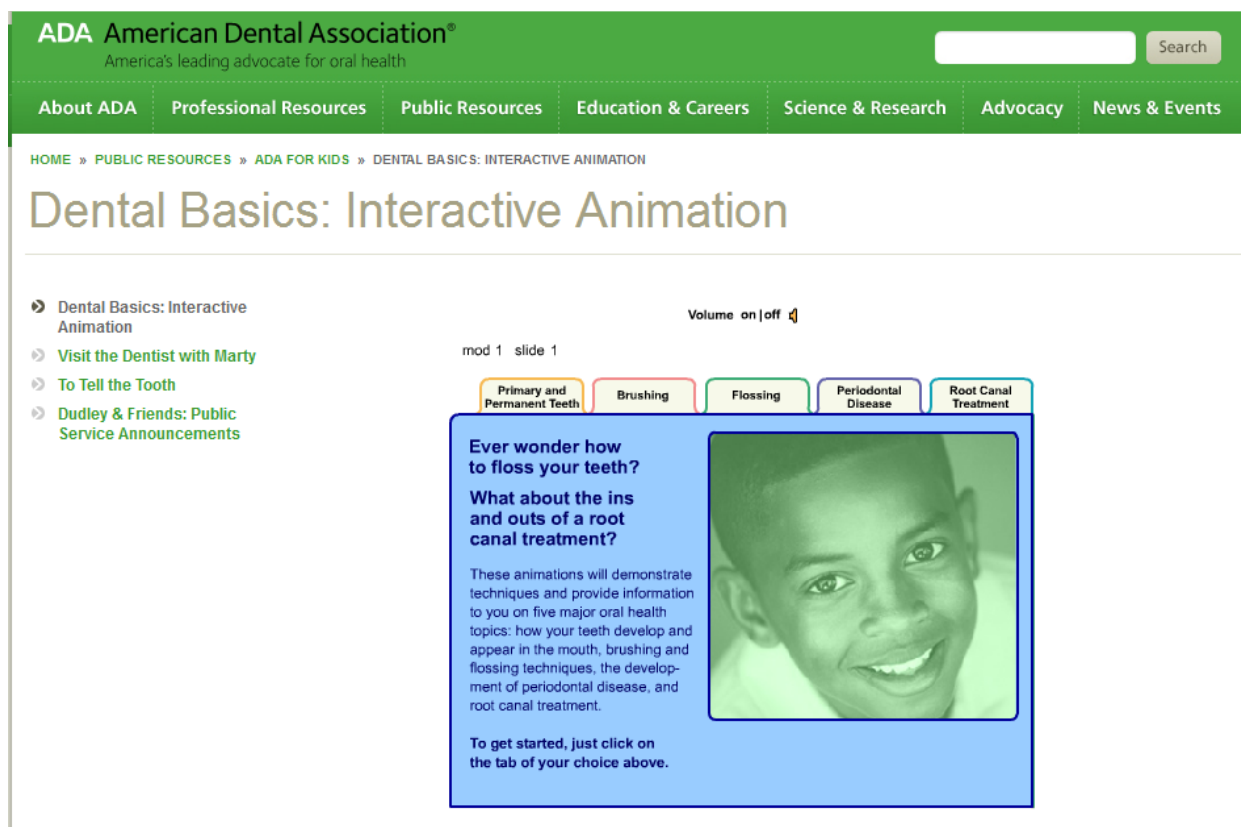 ADA American Dental Association®
America's leading advocate for oral health
Search
About ADA Professional Resources Public Resources Education & Careers Science & Research Advocacy News & Events
HOME » PUBLIC RESOURCES » ADA FOR KIDS » DENTAL BASICS: INTERACTIVE ANIMATION
Dental Basics: Interactive Animation
Dental Basics: Interactive
Animation
Visit the Dentist with Marty
To Tell the Tooth
Dudley & Friends: Public
Service Announcements
Volume on|off
mod 1 slide 1
Primary and
Permanent Teeth
Brushing
Flossing
Periodontal
Disease
Root Canal
Treatment
Ever wonder how
to floss your teeth?
What about the ins
and outs of a root
canal treatment?
These animations will demonstrate
techniques and provide information
to you on five major oral health
topics: how your teeth develop and
appear in the mouth, brushing and
flossing techniques, the develop-
ment of periodontal disease, and
root canal treatment.
To get started, just click on
the tab of your choice above.